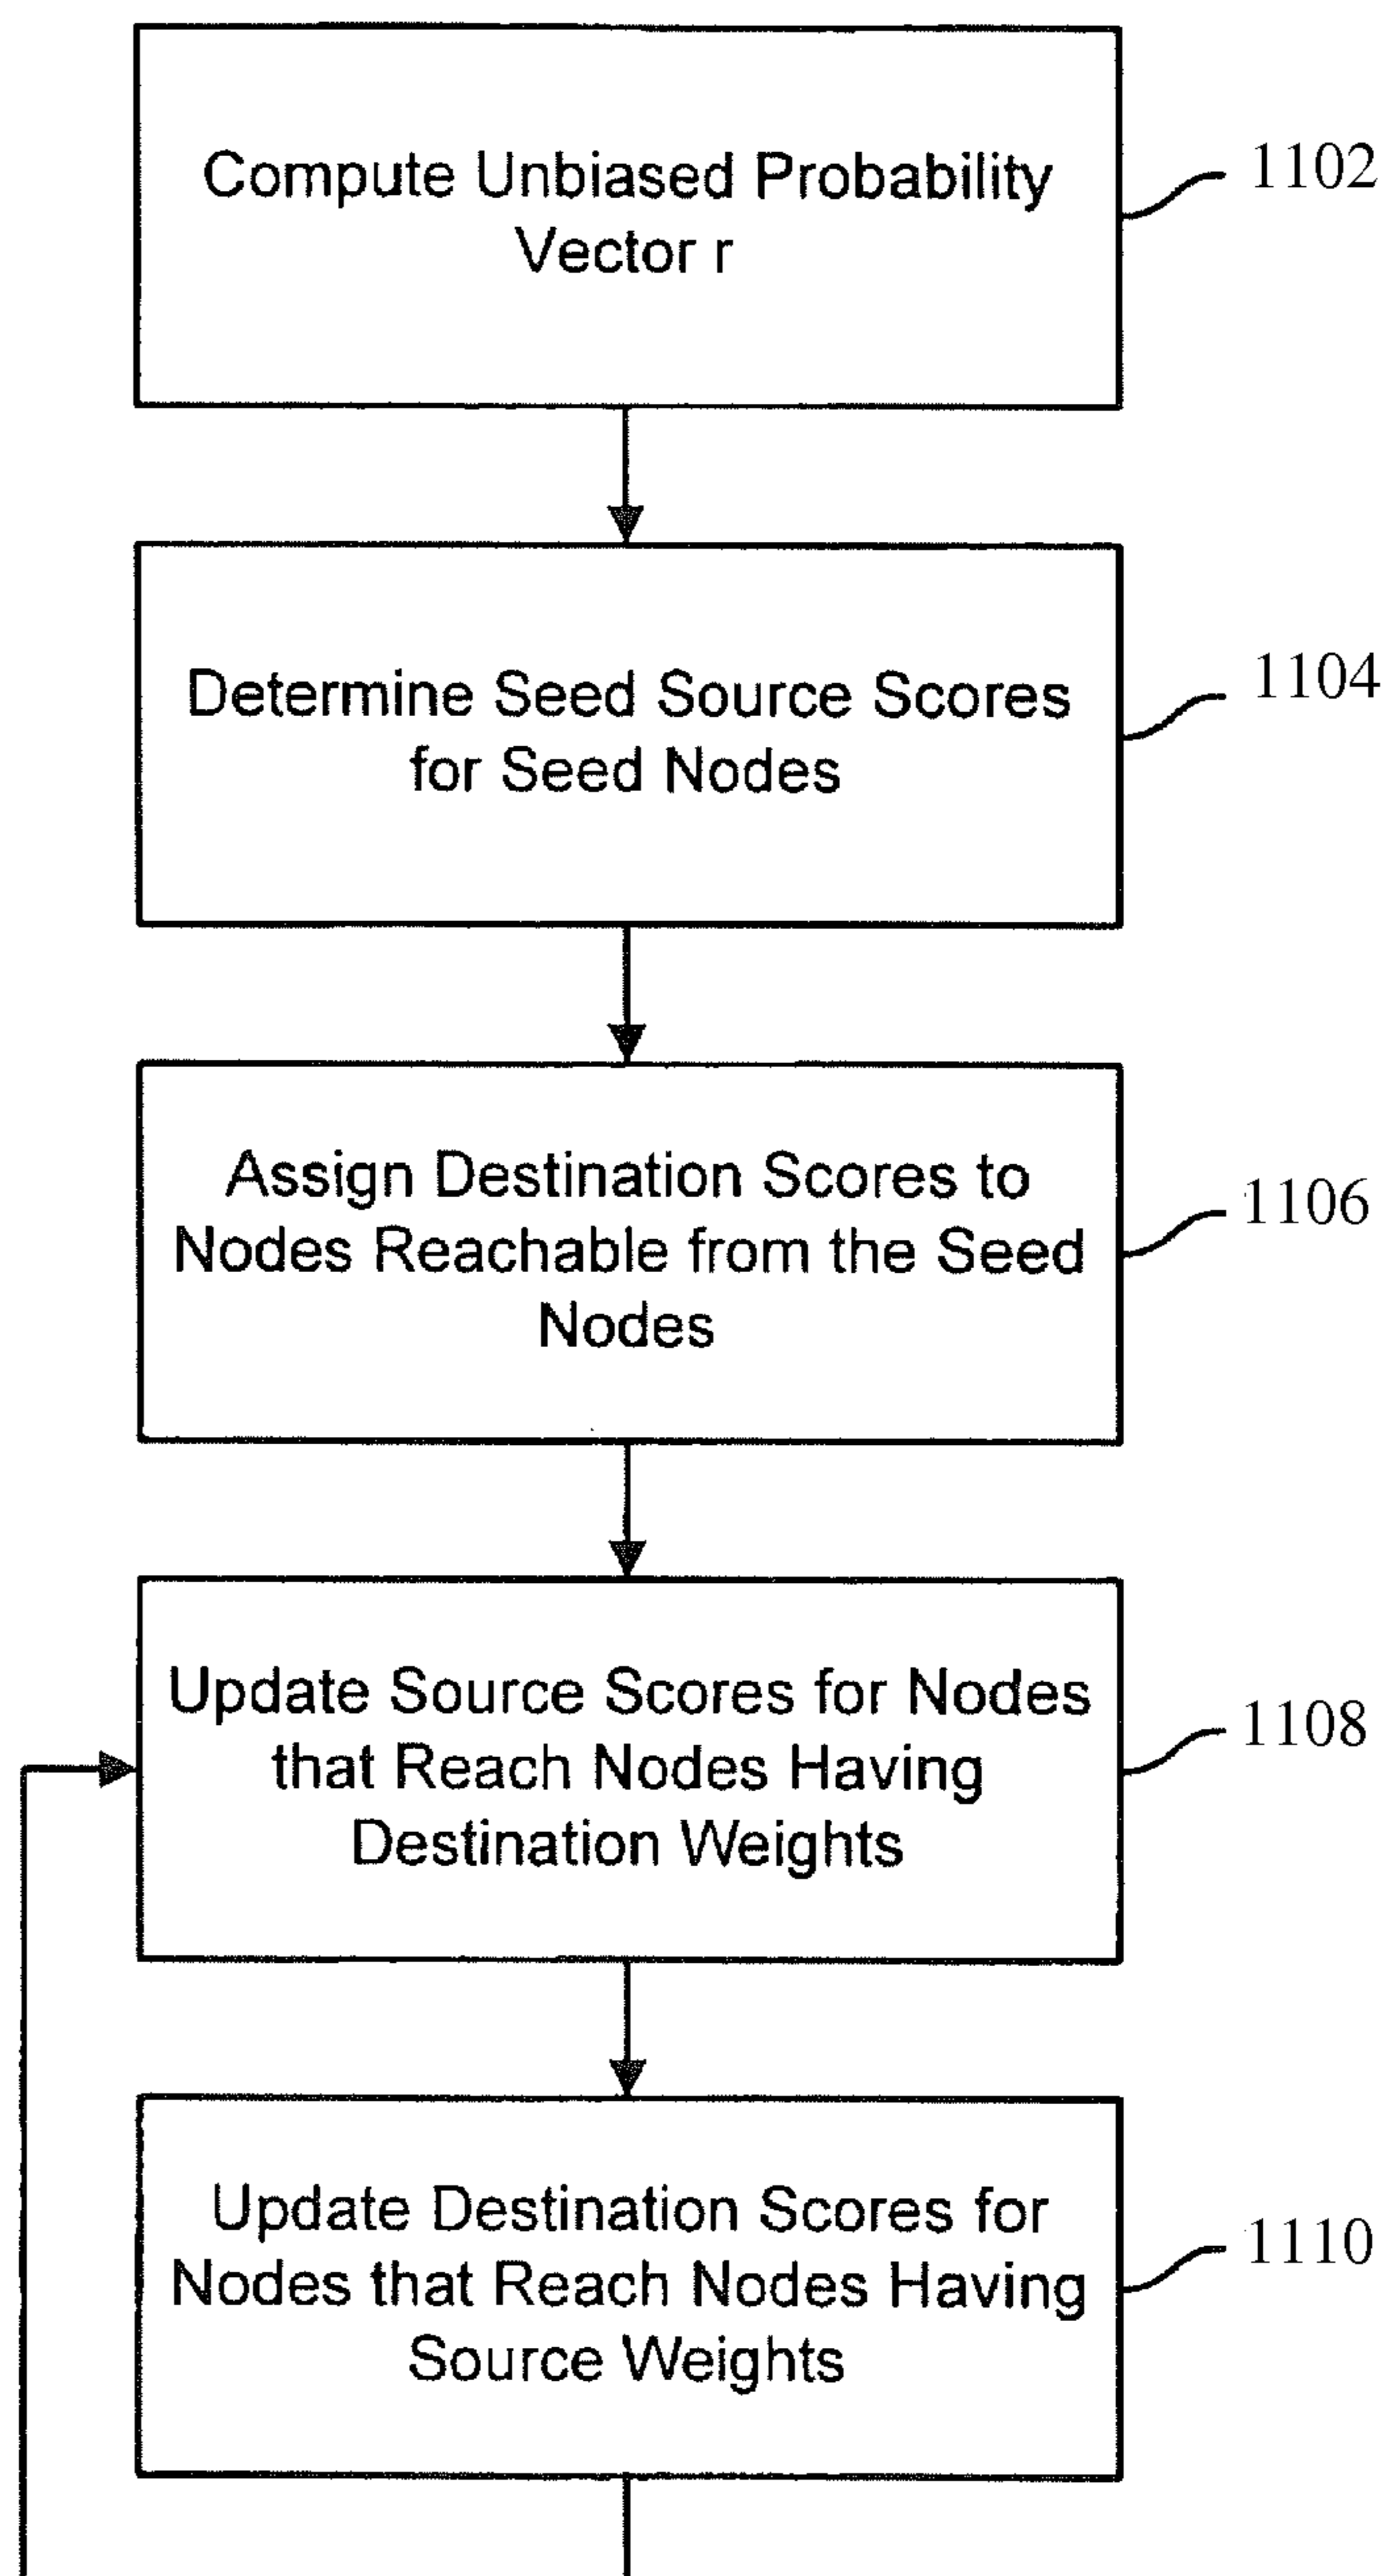 Compute Unbiased Probability
Vector r
1102
Determine Seed Source Scores
for Seed Nodes
1104
Assign Destination Scores to
Nodes Reachable from the Seed
Nodes
1106
Update Source Scores for Nodes
that Reach Nodes Having
Destination Weights
1108
Update Destination Scores for
Nodes that Reach Nodes Having
Source Weights
1110